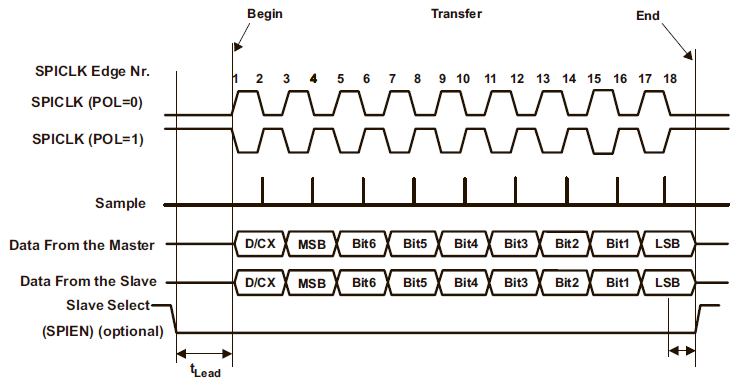 Begin Transfer End
SPICLK Edge Nr.
1 2 3 4 5 6 7 8 9 10 11 12 13 14 15 16 17 18
SPICLK (POL=0)
SPICLK (POL=1)
Sample
Data From the Master D/CX MSB Bit6 Bit5 Bit4 Bit3 Bit2 Bit1 LSB
Data From the Slave D/CX MSB Bit6 Bit5 Bit4 Bit3 Bit2 Bit1 LSB
Slave Select
(SPIEN) (optional)
tLead